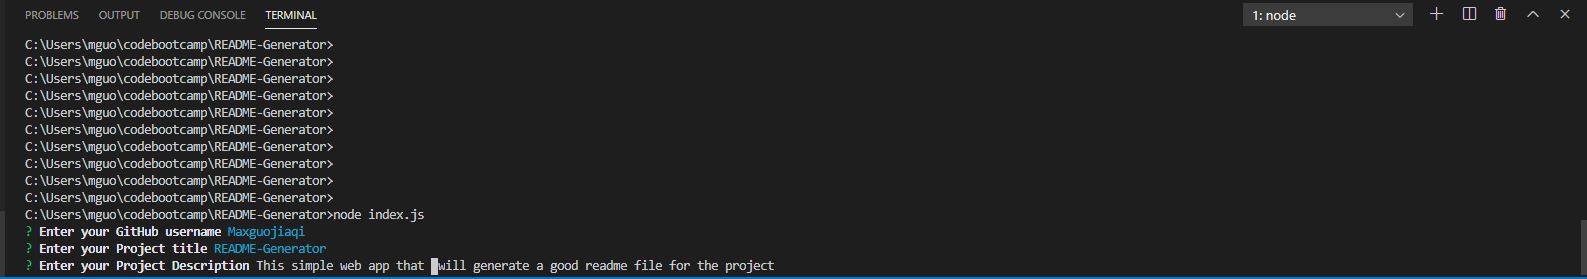 PROBLEMS OUTPUT DEBUG CONSOLE TERMINAL 1: node
C:\Users\mguo\codebootcamp\README-Generator>
C:\Users\mguo\codebootcamp\README-Generator>
C:\Users\mguo\codebootcamp\README-Generator>
C:\Users\mguo\codebootcamp\README-Generator>
C:\Users\mguo\codebootcamp\README-Generator>
C:\Users\mguo\codebootcamp\README-Generator>
C:\Users\mguo\codebootcamp\README-Generator>
C:\Users\mguo\codebootcamp\README-Generator>
C:\Users\mguo\codebootcamp\README-Generator>
C:\Users\mguo\codebootcamp\README-Generator>
C:\Users\mguo\codebootcamp\README-Generator>node index.js
? Enter your GitHub username Maxguojiaqi
? Enter your Project title README-Generator
? Enter your Project Description This simple web app that will generate a good readme file for the project